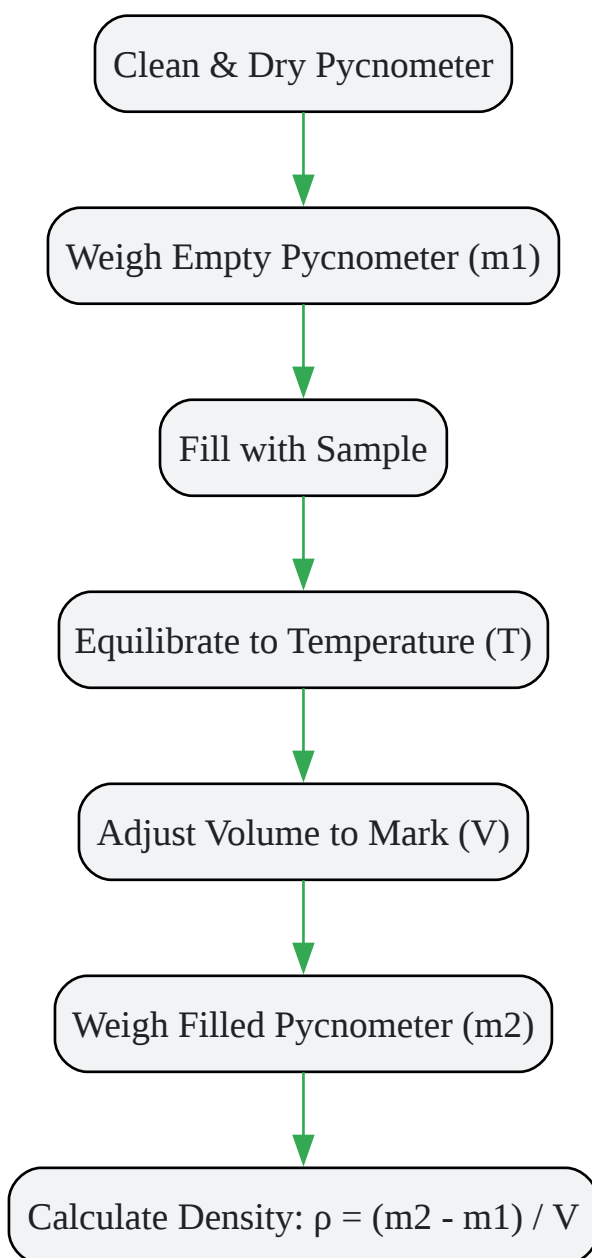 Clean & Dry Pycnometer
Weigh Empty Pycnometer (m1)
Fill with Sample
Equilibrate to Temperature (T)
Adjust Volume to Mark (V)
Weigh Filled Pycnometer (m2)
Calculate Density: ρ = (m2 - m1) / V